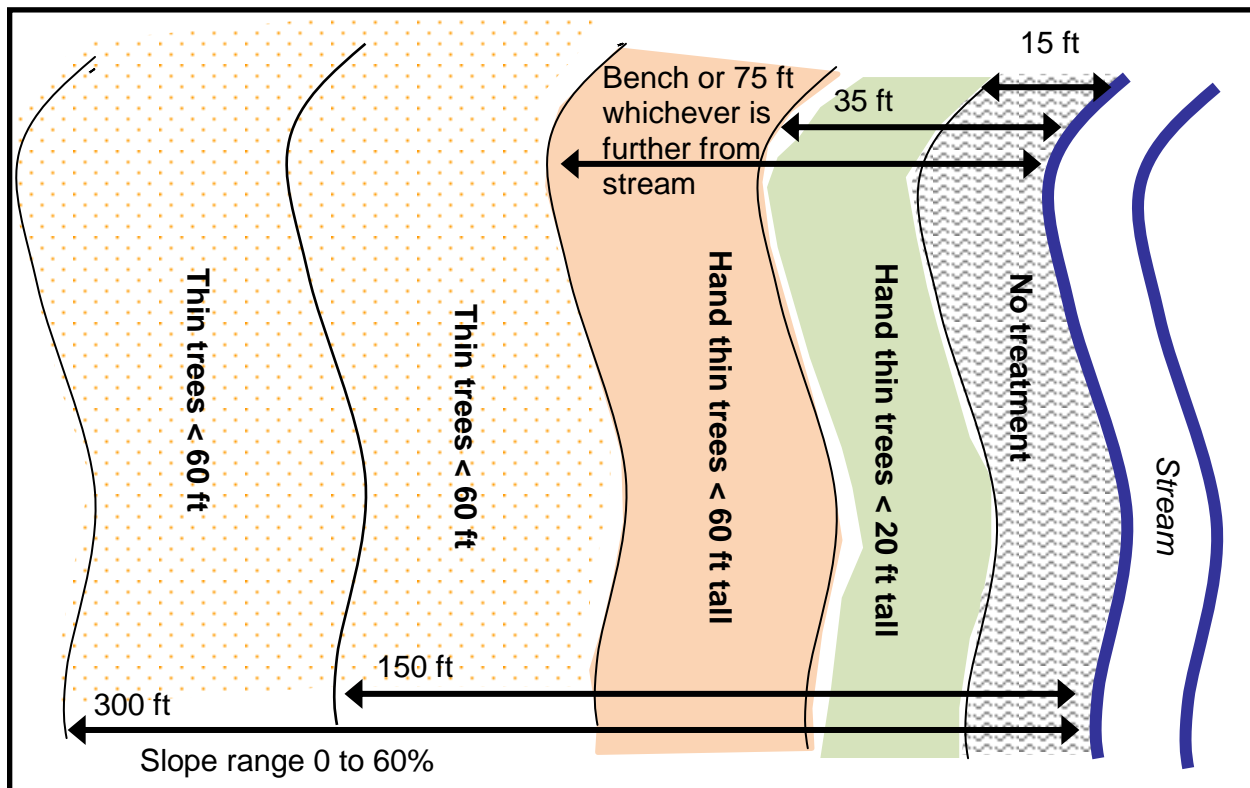 15 ft
Bench or 75 ft
whichever is
further from
stream
35 ft
Thin trees < 60 ft
Thin trees < 60 ft
Hand thin trees < 60 ft tall
Hand thin trees < 20 ft tall
No treatment
Stream
150 ft
300 ft
Slope range 0 to 60%